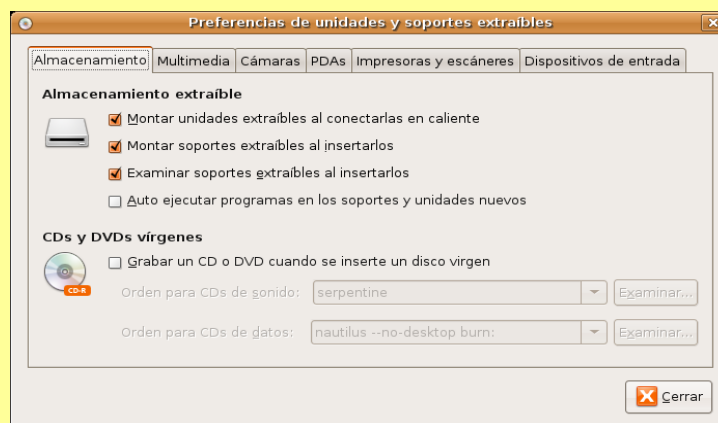 Preferencias de unidades y soportes extraíbles
Almacenamiento Multimedia Cámaras PDAs Impresoras y escáneres Dispositivos de entrada
Almacenamiento extraíble
Montar unidades extraíbles al conectarlas en caliente
Montar soportes extraíbles al insertarlos
Examinar soportes extraíbles al insertarlos
Auto ejecutar programas en los soportes y unidades nuevos
CDs y DVDs vírgenes
Grabar un CD o DVD cuando se inserte un disco virgen
CD-R
Orden para CDs de sonido: serpentine Examinar...
Orden para CDs de datos: nautilus --no-desktop burn: Examinar...
Cerrar